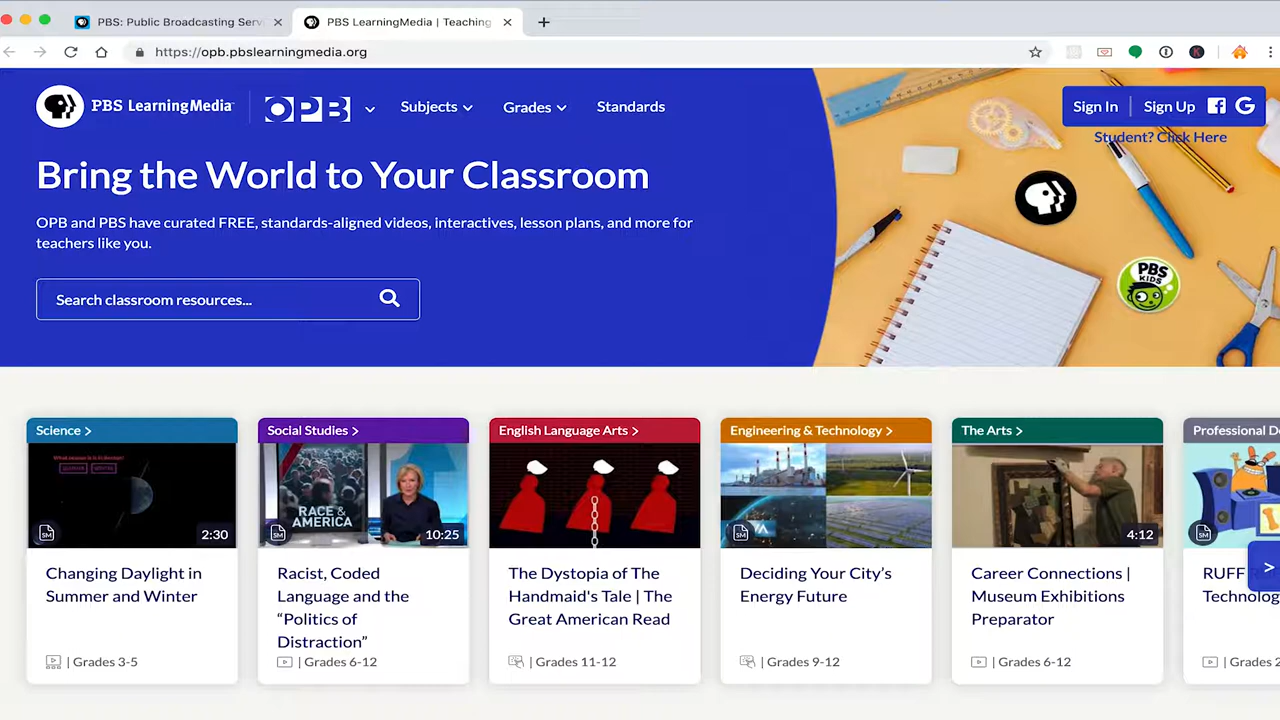 PBS: Public Broadcasting Serv
PBS LearningMedia | Teaching
https://opb.pbslearningmedia.org
PBS LearningMedia
OPB
Subjects
Grades
Standards
Sign In | Sign Up
Student? Click Here
Bring the World to Your Classroom
OPB and PBS have curated FREE, standards-aligned videos, interactives, lesson plans, and more for
teachers like you.
Search classroom resources...
PBS
KIDS
Science >
SM
2:30
Changing Daylight in
Summer and Winter
| Grades 3-5
Social Studies >
RACE &
AMERICA
SM
10:25
Racist, Coded
Language and the
“Politics of
Distraction”
| Grades 6-12
English Language Arts >
The Dystopia of The
Handmaid's Tale | The
Great American Read
| Grades 11-12
Engineering & Technology >
SM
Deciding Your City’s
Energy Future
| Grades 9-12
The Arts >
4:12
Career Connections |
Museum Exhibitions
Preparator
| Grades 6-12
Professional De
SM
RUFF
Technolog
| Grades 2